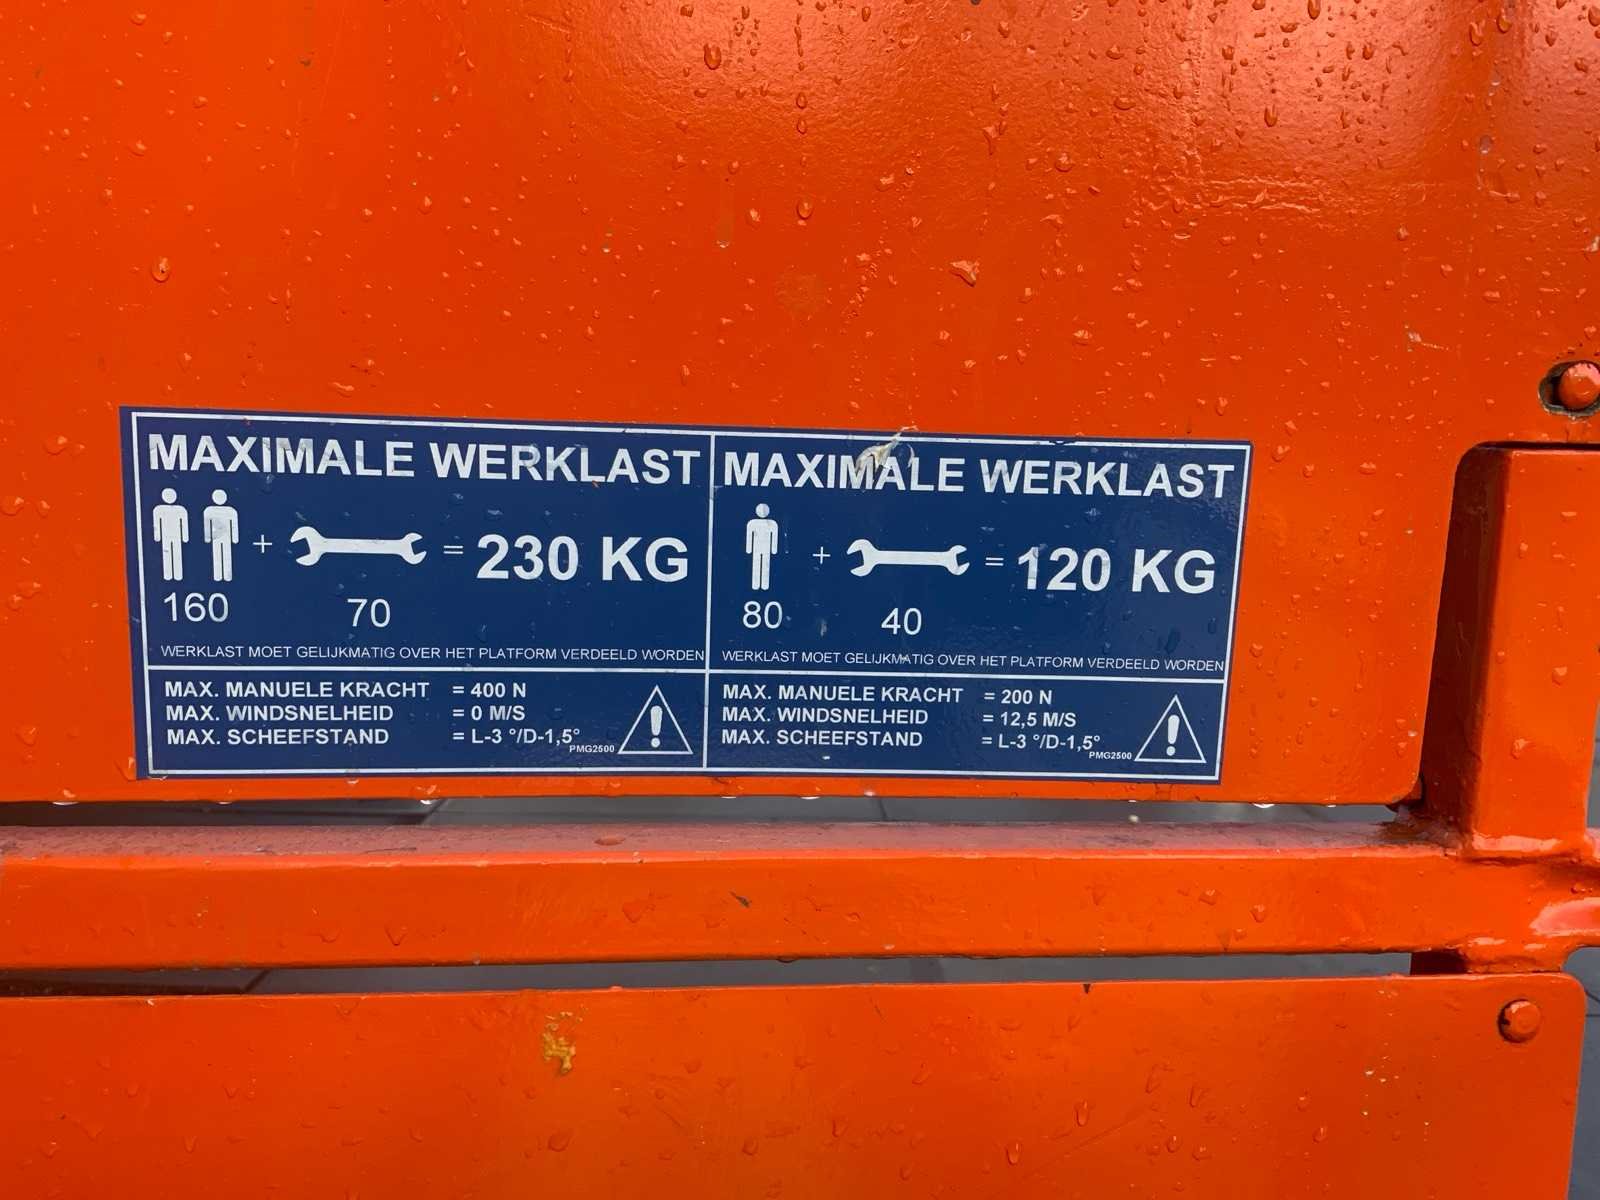 MAXIMALE WERKLAST
+ = 230 KG
160 70
WERKLAST MOET GELIJKMATIG OVER HET PLATFORM VERDEELD WORDEN
MAX. MANUELE KRACHT = 400 N
MAX. WINDSNELHEID = 0 M/S
MAX. SCHEEFSTAND = L-3 °/D-1,5°
PMG2500
MAXIMALE WERKLAST
+ = 120 KG
80 40
WERKLAST MOET GELIJKMATIG OVER HET PLATFORM VERDEELD WORDEN
MAX. MANUELE KRACHT = 200 N
MAX. WINDSNELHEID = 12,5 M/S
MAX. SCHEEFSTAND = L-3 °/D-1,5°
PMG2500